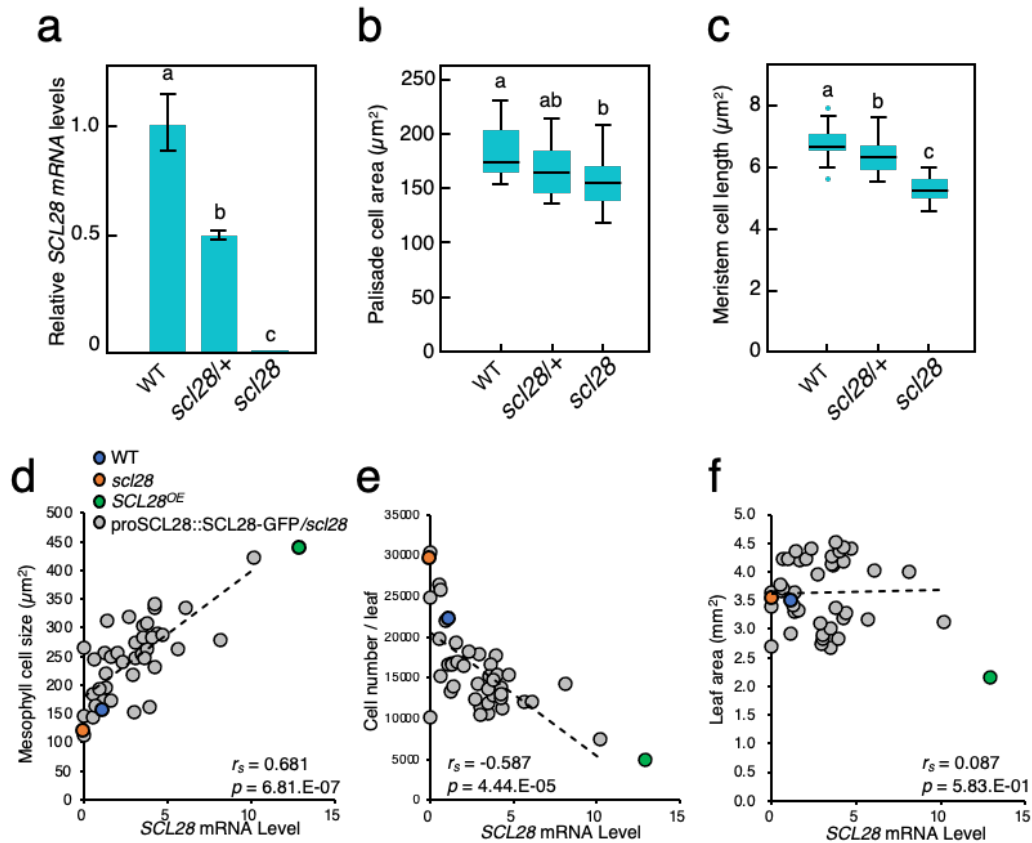 a
Relative SCL28 mRNA levels
1.0
0.5
0
a
b
c
WT
scl28/+
scl28
b
Palisade cell area (μm²)
250
200
150
100
50
0
a
ab
b
WT
scl28/+
scl28
c
Meristem cell length (μm²)
8
6
4
2
0
a
b
c
WT
scl28/+
scl28
WT
scl28
SCL28OE
proSCL28::SCL28-GFP/scl28
d
Mesophyll cell size (μm²)
500
450
400
350
300
250
200
150
100
50
0
rs = 0.681
p = 6.81.E-07
0 5 10 15
SCL28 mRNA Level
e
Cell number / leaf
35000
30000
25000
20000
15000
10000
5000
0
rs = -0.587
p = 4.44.E-05
0 5 10 15
SCL28 mRNA Level
f
Leaf area (mm²)
5.0
4.5
4.0
3.5
3.0
2.5
2.0
1.5
1.0
0.5
0.0
rs = 0.087
p = 5.83.E-01
0 5 10 15
SCL28 mRNA Level